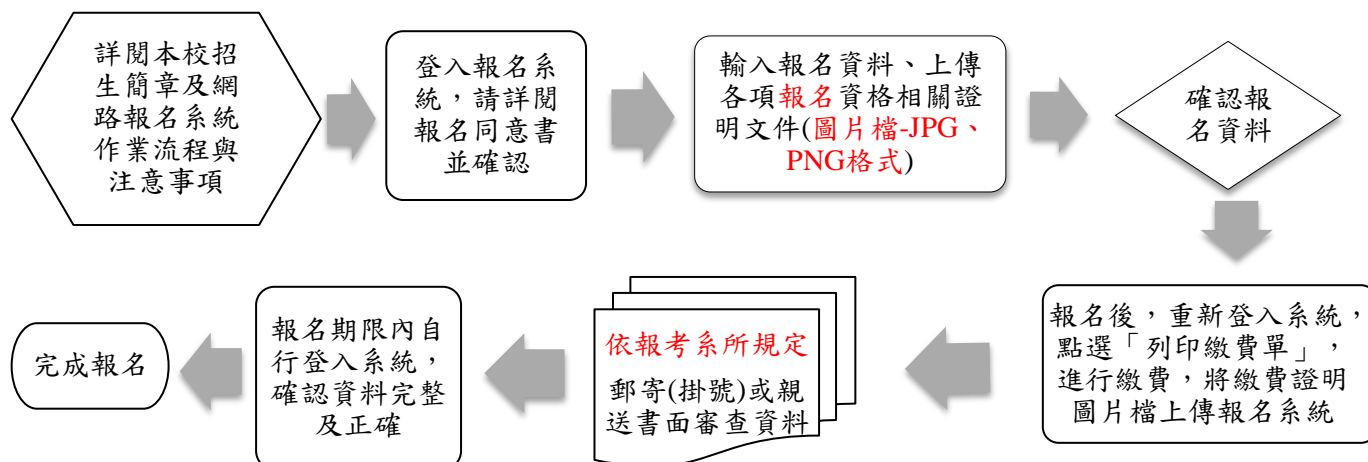 詳閱本校招
生簡章及網
路報名系統
作業流程與
注意事項
登入報名系
統，請詳閱
報名同意書
並確認
輸入報名資料、上傳
各項報名資格相關證
明文件(圖片檔-JPG、
PNG格式)
確認報
名資料
報名後，重新登入系統，
點選「列印繳費單」，
進行繳費，將繳費證明
圖片檔上傳報名系統
依報考系所規定
郵寄(掛號)或親
送書面審查資料
報名期限內自
行登入系統，
確認資料完整
及正確
完成報名